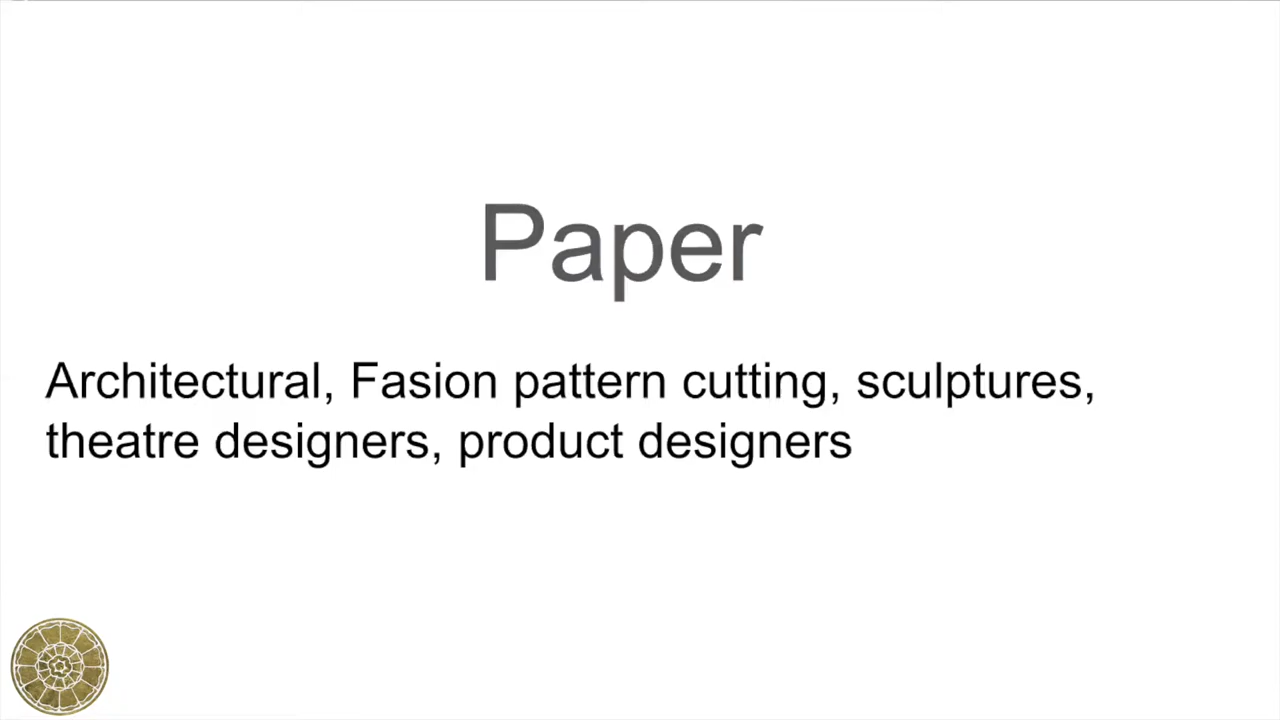 Paper
Architectural, Fasion pattern cutting, sculptures,
theatre designers, product designers